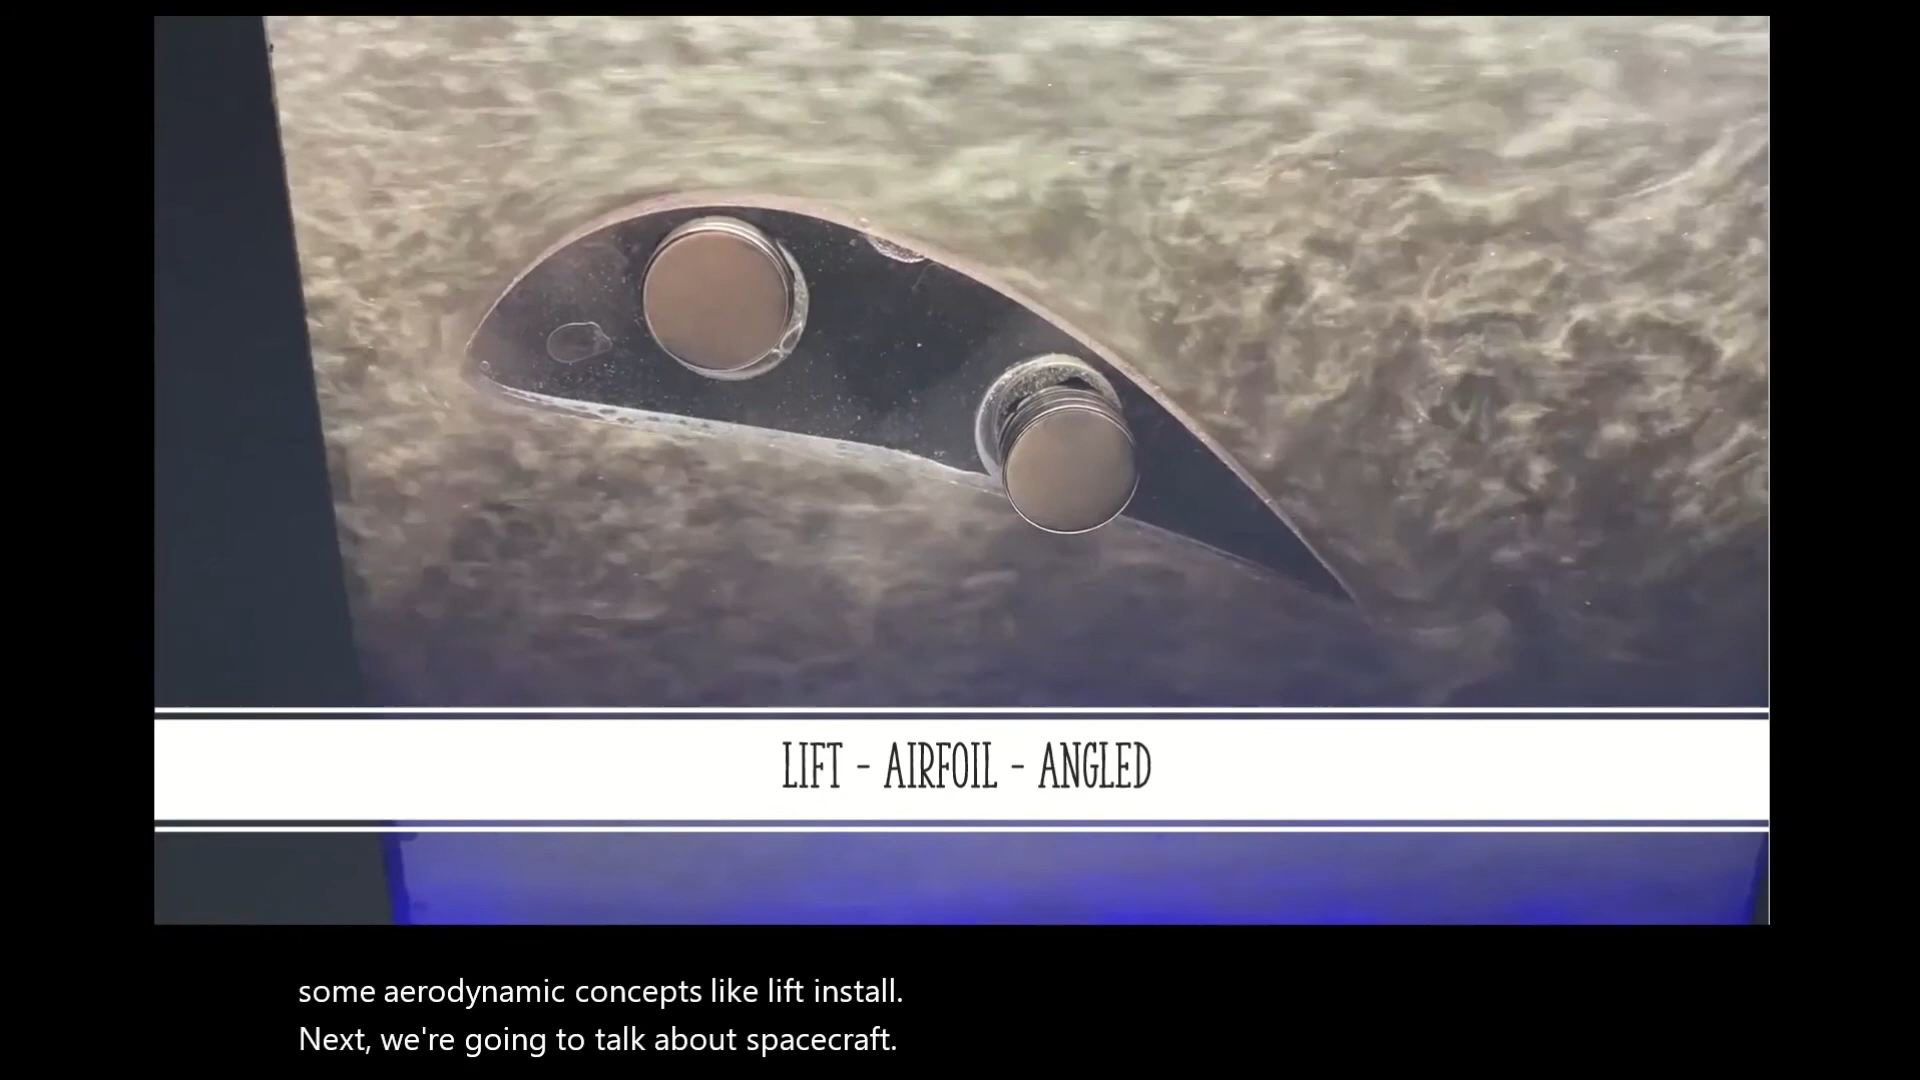 LIFT - AIRFOIL - ANGLED
some aerodynamic concepts like lift install.
Next, we're going to talk about spacecraft.